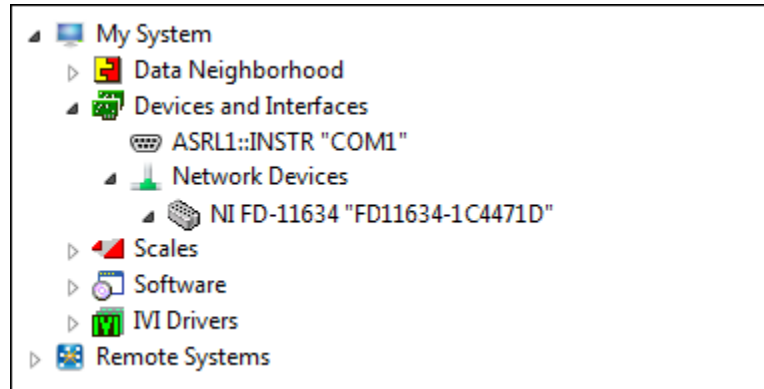 My System
Data Neighborhood
Devices and Interfaces
ASRL1::INSTR "COM1"
Network Devices
NI FD-11634 "FD11634-1C4471D"
Scales
Software
IVI Drivers
Remote Systems